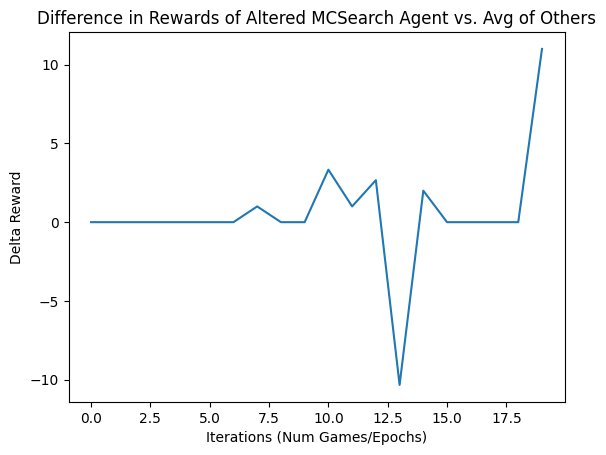 Difference in Rewards of Altered MCSearch Agent vs. Avg of Others
10
5
0
−5
−10
Delta Reward
0.0 2.5 5.0 7.5 10.0 12.5 15.0 17.5
Iterations (Num Games/Epochs)